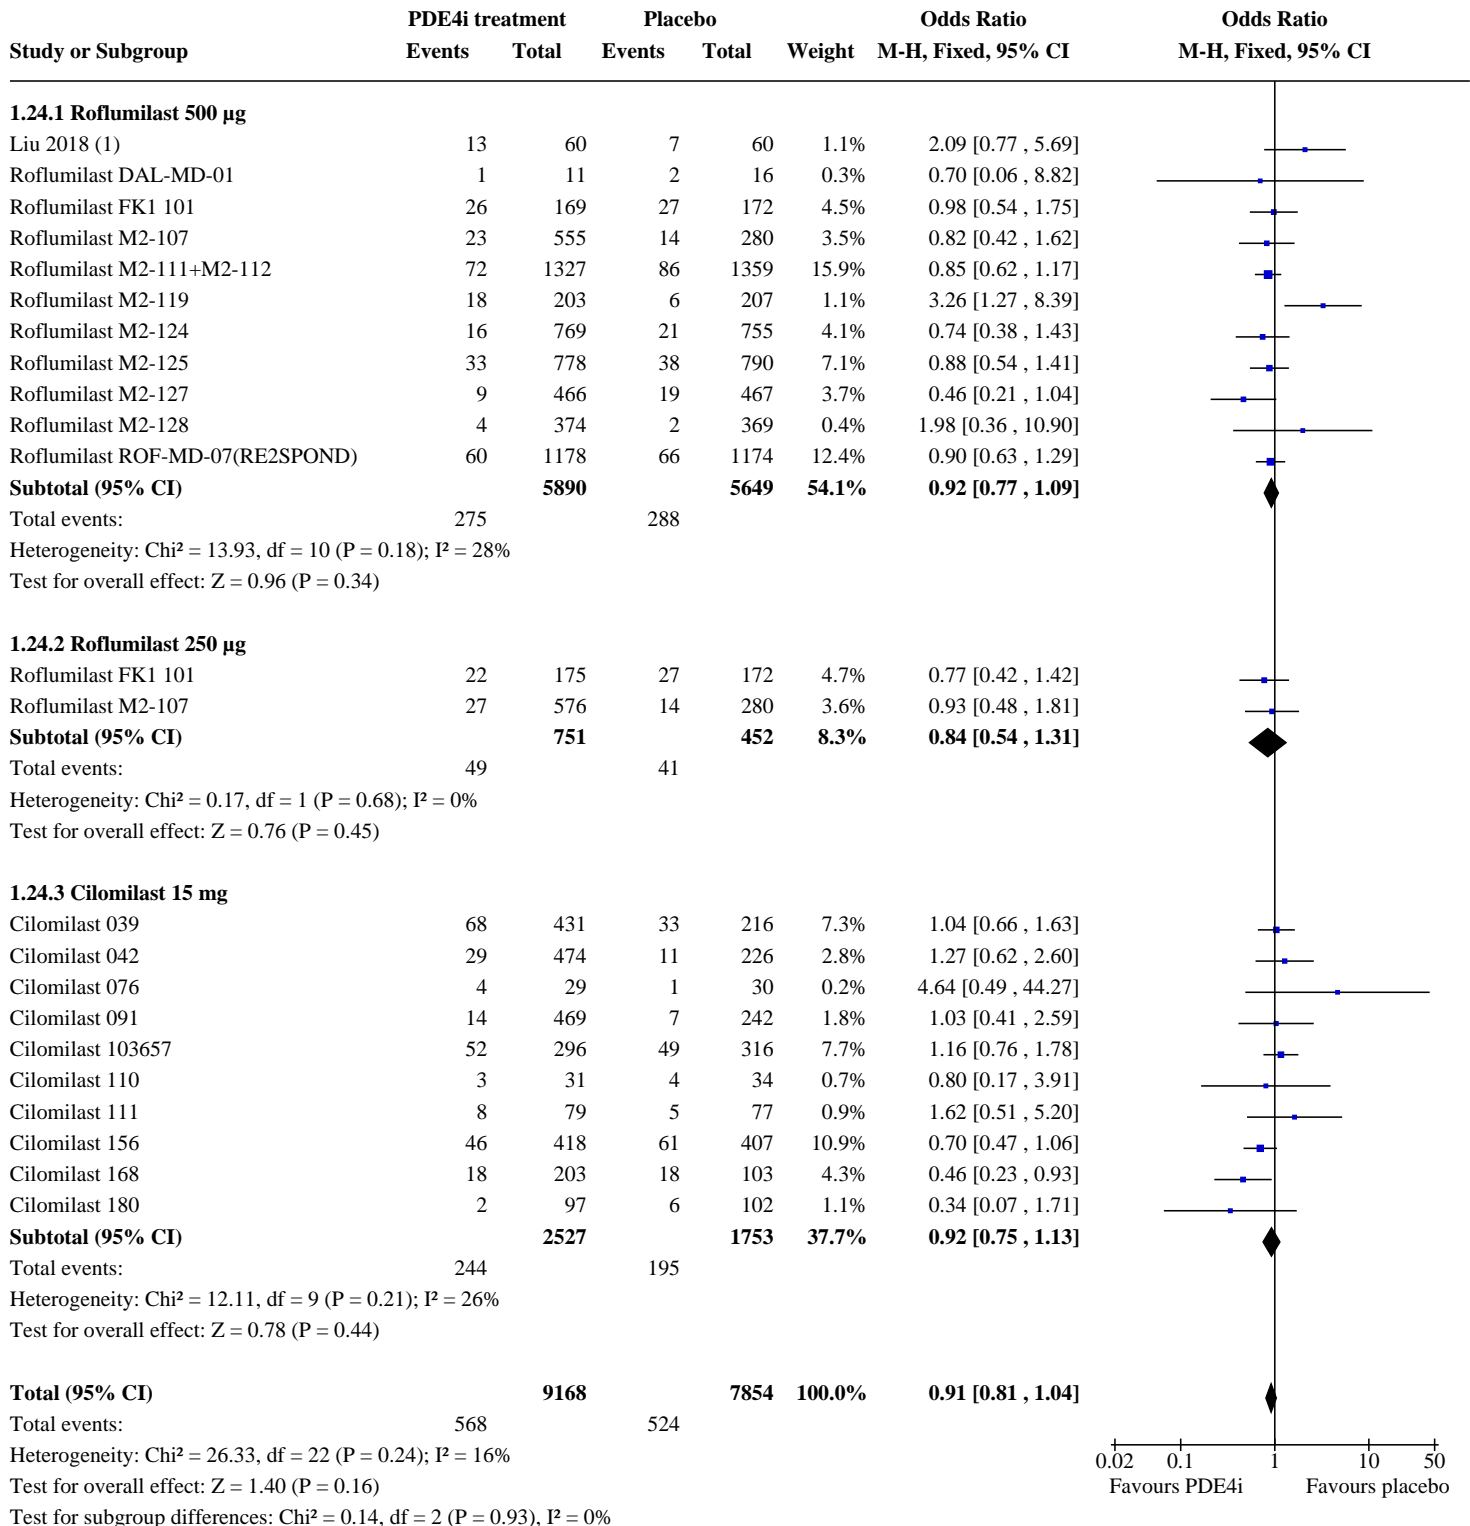 PDE4i treatment Placebo Odds Ratio Odds Ratio
Study or Subgroup Events Total Events Total Weight M-H, Fixed, 95% CI M-H, Fixed, 95% CI
1.24.1 Roflumilast 500 µg
Liu 2018 (1) 13 60 7 60 1.1% 2.09 [0.77 , 5.69]
Roflumilast DAL-MD-01 1 11 2 16 0.3% 0.70 [0.06 , 8.82]
Roflumilast FK1 101 26 169 27 172 4.5% 0.98 [0.54 , 1.75]
Roflumilast M2-107 23 555 14 280 3.5% 0.82 [0.42 , 1.62]
Roflumilast M2-111+M2-112 72 1327 86 1359 15.9% 0.85 [0.62 , 1.17]
Roflumilast M2-119 18 203 6 207 1.1% 3.26 [1.27 , 8.39]
Roflumilast M2-124 16 769 21 755 4.1% 0.74 [0.38 , 1.43]
Roflumilast M2-125 33 778 38 790 7.1% 0.88 [0.54 , 1.41]
Roflumilast M2-127 9 466 19 467 3.7% 0.46 [0.21 , 1.04]
Roflumilast M2-128 4 374 2 369 0.4% 1.98 [0.36 , 10.90]
Roflumilast ROF-MD-07(RE2SPOND) 60 1178 66 1174 12.4% 0.90 [0.63 , 1.29]
Subtotal (95% CI) 5890 5649 54.1% 0.92 [0.77 , 1.09]
Total events: 275 288
Heterogeneity: Chi² = 13.93, df = 10 (P = 0.18); I² = 28%
Test for overall effect: Z = 0.96 (P = 0.34)
1.24.2 Roflumilast 250 µg
Roflumilast FK1 101 22 175 27 172 4.7% 0.77 [0.42 , 1.42]
Roflumilast M2-107 27 576 14 280 3.6% 0.93 [0.48 , 1.81]
Subtotal (95% CI) 751 452 8.3% 0.84 [0.54 , 1.31]
Total events: 49 41
Heterogeneity: Chi² = 0.17, df = 1 (P = 0.68); I² = 0%
Test for overall effect: Z = 0.76 (P = 0.45)
1.24.3 Cilomilast 15 mg
Cilomilast 039 68 431 33 216 7.3% 1.04 [0.66 , 1.63]
Cilomilast 042 29 474 11 226 2.8% 1.27 [0.62 , 2.60]
Cilomilast 076 4 29 1 30 0.2% 4.64 [0.49 , 44.27]
Cilomilast 091 14 469 7 242 1.8% 1.03 [0.41 , 2.59]
Cilomilast 103657 52 296 49 316 7.7% 1.16 [0.76 , 1.78]
Cilomilast 110 3 31 4 34 0.7% 0.80 [0.17 , 3.91]
Cilomilast 111 8 79 5 77 0.9% 1.62 [0.51 , 5.20]
Cilomilast 156 46 418 61 407 10.9% 0.70 [0.47 , 1.06]
Cilomilast 168 18 203 18 103 4.3% 0.46 [0.23 , 0.93]
Cilomilast 180 2 97 6 102 1.1% 0.34 [0.07 , 1.71]
Subtotal (95% CI) 2527 1753 37.7% 0.92 [0.75 , 1.13]
Total events: 244 195
Heterogeneity: Chi² = 12.11, df = 9 (P = 0.21); I² = 26%
Test for overall effect: Z = 0.78 (P = 0.44)
Total (95% CI) 9168 7854 100.0% 0.91 [0.81 , 1.04]
Total events: 568 524
Heterogeneity: Chi² = 26.33, df = 22 (P = 0.24); I² = 16%
0.02 0.1 1 10 50
Test for overall effect: Z = 1.40 (P = 0.16) Favours PDE4i Favours placebo
Test for subgroup differences: Chi² = 0.14, df = 2 (P = 0.93), I² = 0%